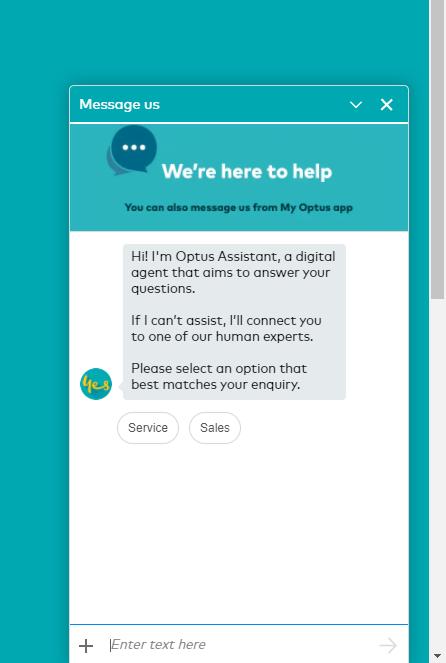 Message us
We're here to help
You can also message us from My Optus app
Hi! I'm Optus Assistant, a digital
agent that aims to answer your
questions.
If I can't assist, I'll connect you
to one of our human experts.
Please select an option that
best matches your enquiry.
yes
Service
Sales
Enter text here